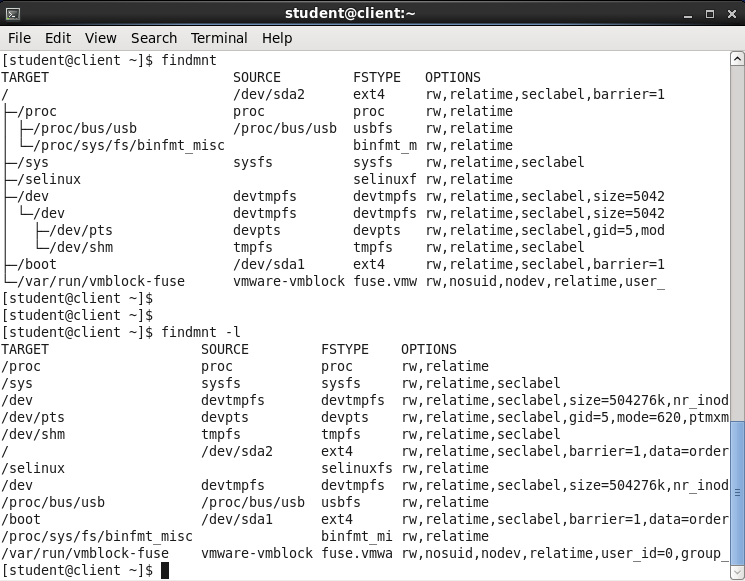 student@client:~
File Edit View Search Terminal Help
[student@client ~]$ findmnt
TARGET                       SOURCE         FSTYPE   OPTIONS
/                            /dev/sda2      ext4     rw,relatime,seclabel,barrier=1
├─/proc                      proc           proc     rw,relatime
│ ├─/proc/bus/usb            /proc/bus/usb  usbfs    rw,relatime
│ └─/proc/sys/fs/binfmt_misc                binfmt_m rw,relatime
├─/sys                       sysfs          sysfs    rw,relatime,seclabel
├─/selinux                                  selinuxf rw,relatime
├─/dev                       devtmpfs       devtmpfs rw,relatime,seclabel,size=5042
│ └─/dev                     devtmpfs       devtmpfs rw,relatime,seclabel,size=5042
│   ├─/dev/pts               devpts         devpts   rw,relatime,seclabel,gid=5,mod
│   └─/dev/shm               tmpfs          tmpfs    rw,relatime,seclabel
├─/boot                      /dev/sda1      ext4     rw,relatime,seclabel,barrier=1
└─/var/run/vmblock-fuse      vmware-vmblock fuse.vmw rw,nosuid,nodev,relatime,user_
[student@client ~]$
[student@client ~]$
[student@client ~]$ findmnt -l
TARGET                   SOURCE         FSTYPE    OPTIONS
/proc                    proc           proc      rw,relatime
/sys                     sysfs          sysfs     rw,relatime,seclabel
/dev                     devtmpfs       devtmpfs  rw,relatime,seclabel,size=504276k,nr_inod
/dev/pts                 devpts         devpts    rw,relatime,seclabel,gid=5,mode=620,ptmxm
/dev/shm                 tmpfs          tmpfs     rw,relatime,seclabel
/                        /dev/sda2      ext4      rw,relatime,seclabel,barrier=1,data=order
/selinux                                selinuxfs rw,relatime
/dev                     devtmpfs       devtmpfs  rw,relatime,seclabel,size=504276k,nr_inod
/proc/bus/usb            /proc/bus/usb  usbfs     rw,relatime
/boot                    /dev/sda1      ext4      rw,relatime,seclabel,barrier=1,data=order
/proc/sys/fs/binfmt_misc                binfmt_mi rw,relatime
/var/run/vmblock-fuse    vmware-vmblock fuse.vmwa rw,nosuid,nodev,relatime,user_id=0,group_
[student@client ~]$